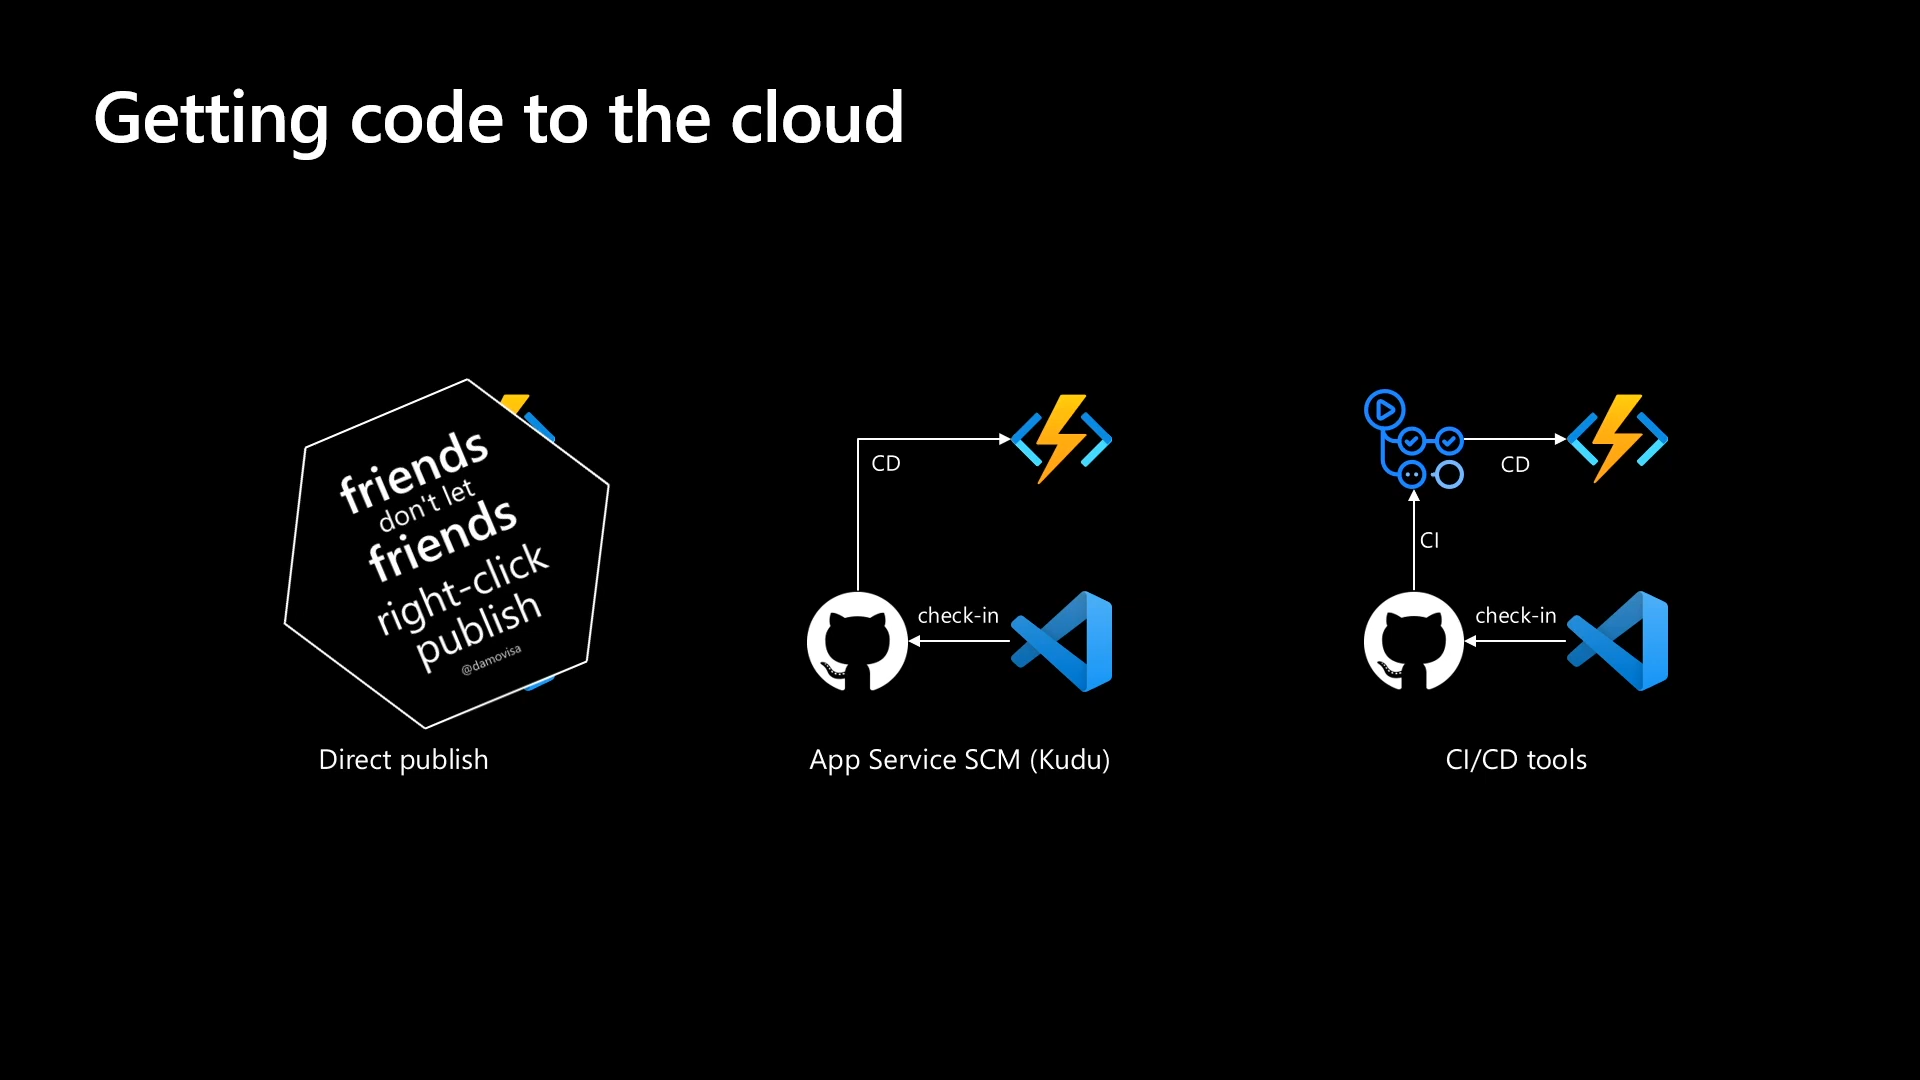 Getting code to the cloud
friends
don't let
friends
right-click
publish
@damovisa
Direct publish
CD
check-in
App Service SCM (Kudu)
CD
CI
check-in
CI/CD tools